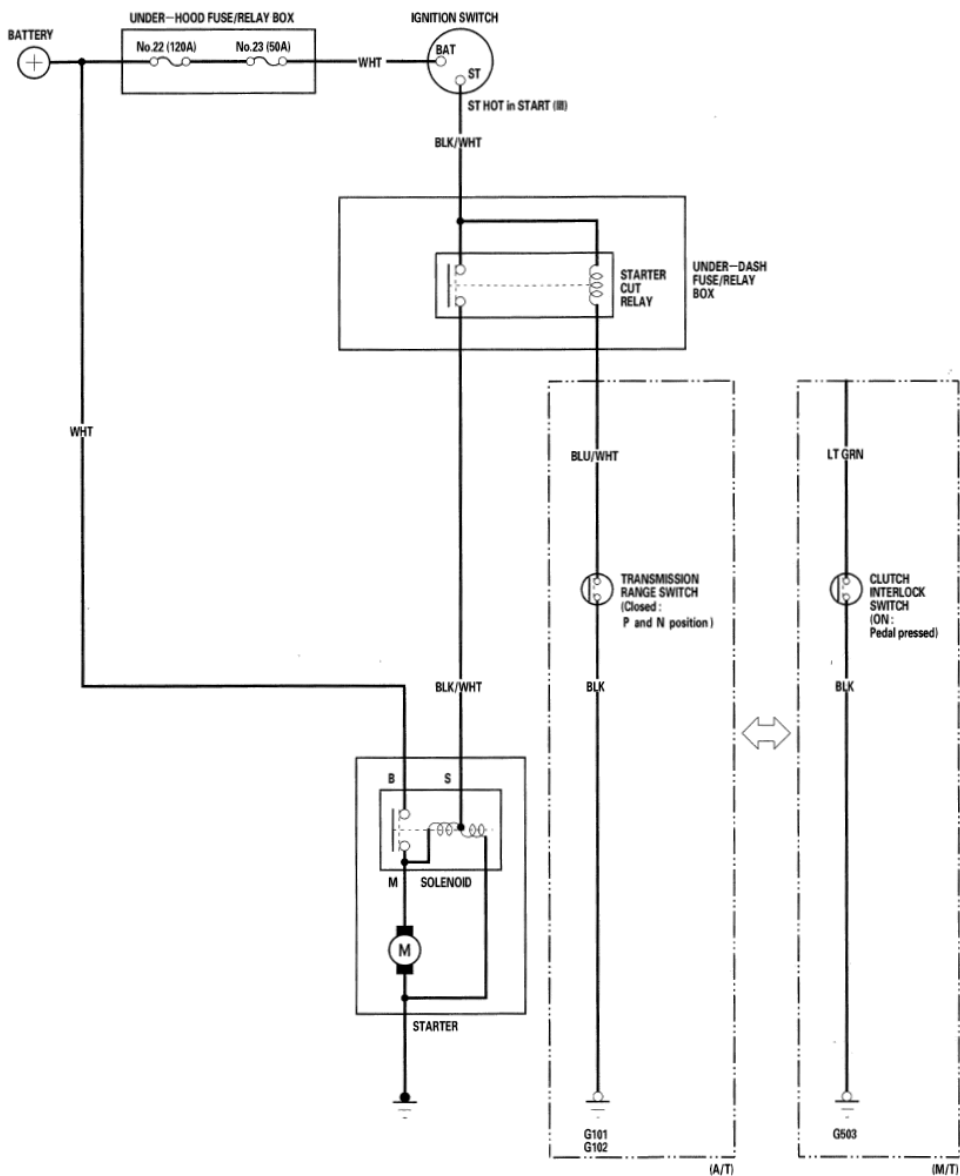 UNDER-HOOD FUSE/RELAY BOX
IGNITION SWITCH
BATTERY
No.22 (120A)
No.23 (50A)
WHT
BAT
ST
ST HOT in START (III)
BLK/WHT
STARTER
CUT
RELAY
UNDER-DASH
FUSE/RELAY
BOX
WHT
BLU/WHT
LT GRN
TRANSMISSION
RANGE SWITCH
(Closed :
P and N position)
CLUTCH
INTERLOCK
SWITCH
(ON :
Pedal pressed)
BLK/WHT
BLK
BLK
B
S
M
SOLENOID
M
STARTER
G101
G102
G503
(A/T)
(M/T)